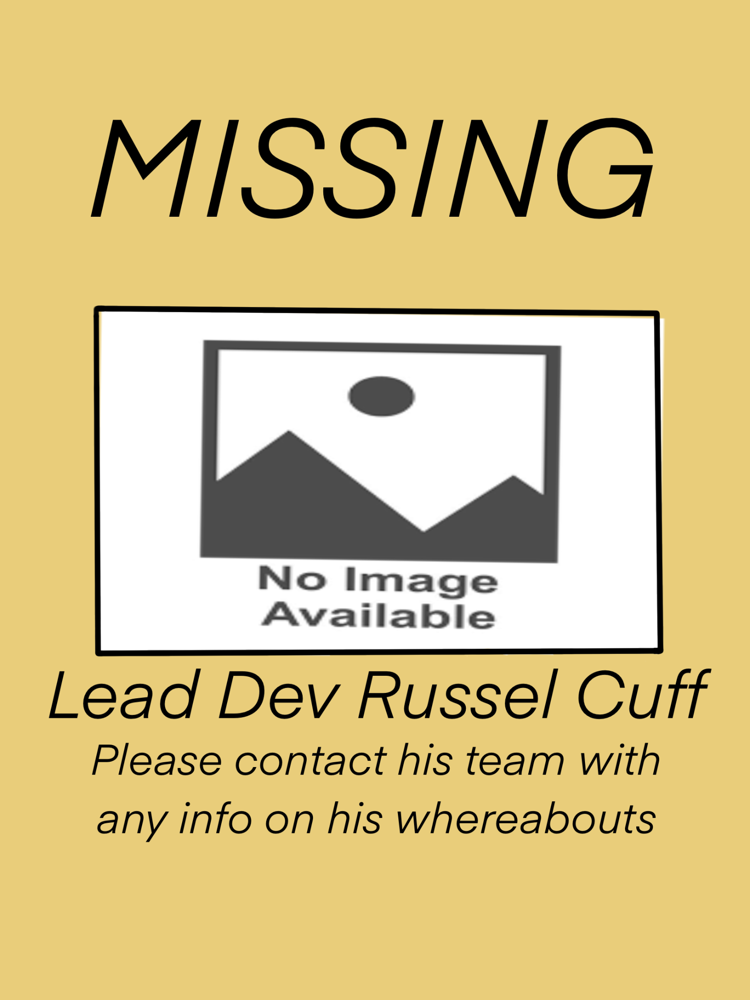 MISSING
No Image
Available
Lead Dev Russel Cuff
Please contact his team with
any info on his whereabouts